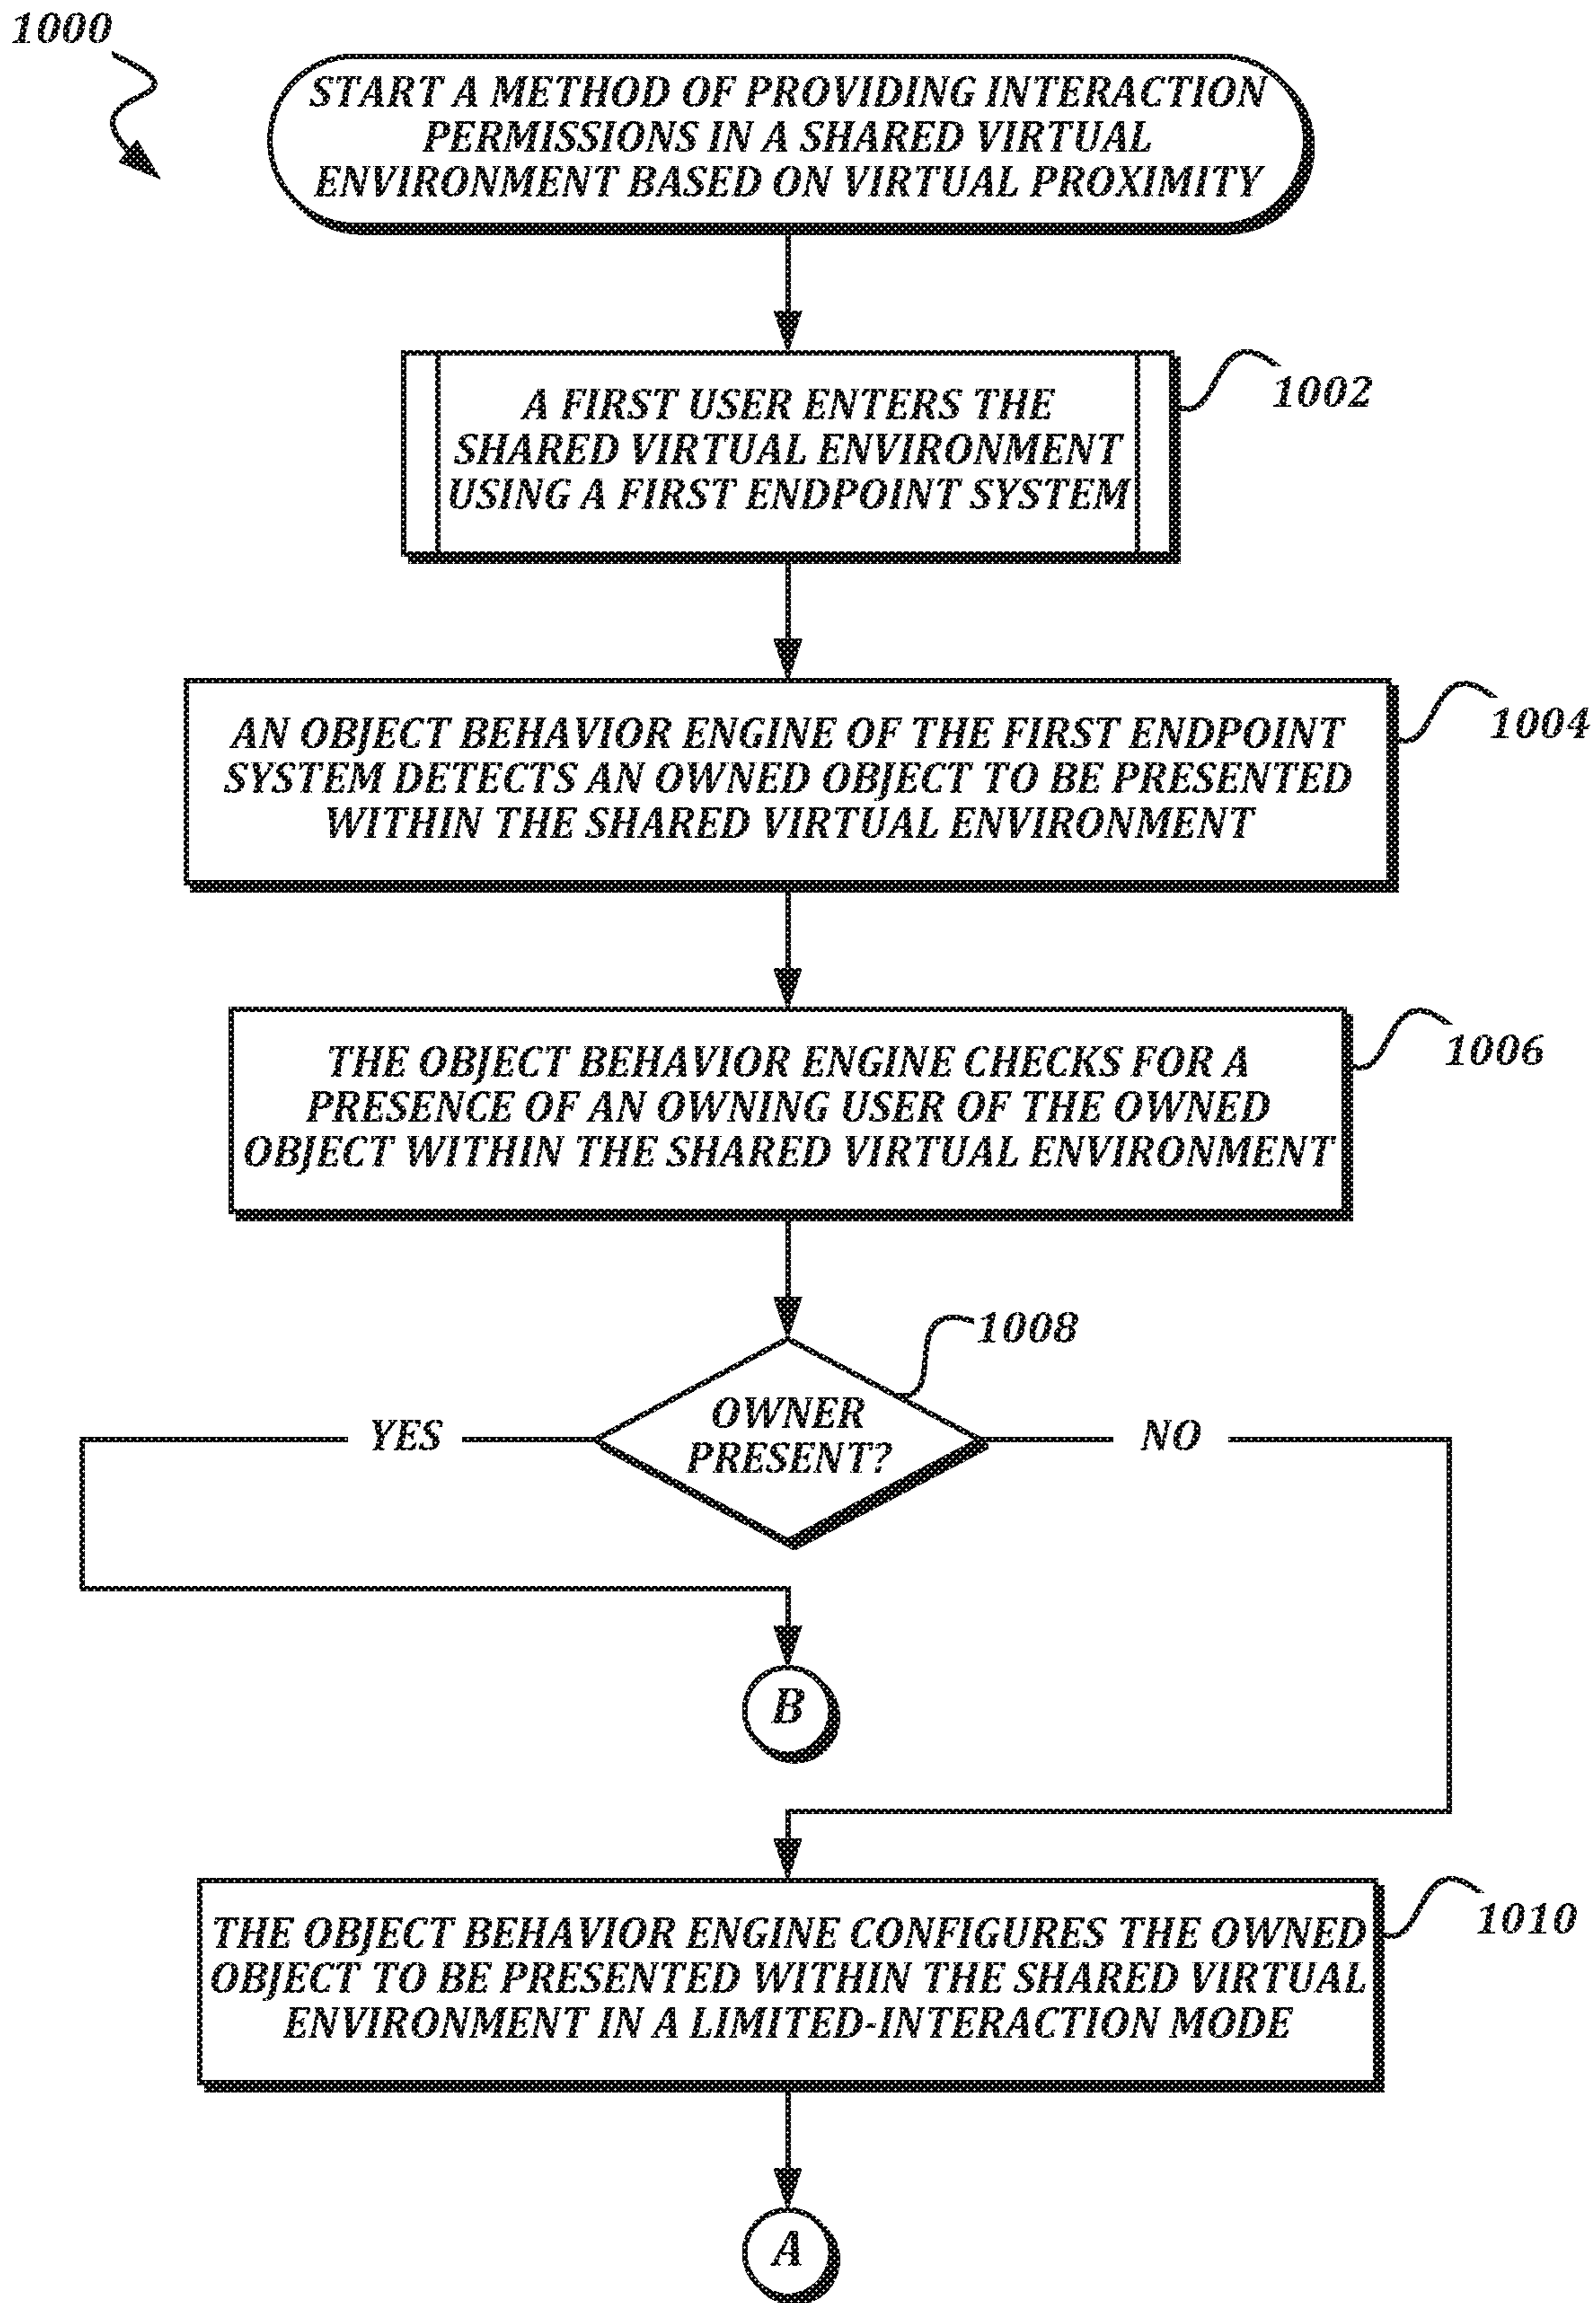 1000
START A METHOD OF PROVIDING INTERACTION
PERMISSIONS IN A SHARED VIRTUAL
ENVIRONMENT BASED ON VIRTUAL PROXIMITY
A FIRST USER ENTERS THE
SHARED VIRTUAL ENVIRONMENT
USING A FIRST ENDPOINT SYSTEM
1002
AN OBJECT BEHAVIOR ENGINE OF THE FIRST ENDPOINT
SYSTEM DETECTS AN OWNED OBJECT TO BE PRESENTED
WITHIN THE SHARED VIRTUAL ENVIRONMENT
1004
THE OBJECT BEHAVIOR ENGINE CHECKS FOR A
PRESENCE OF AN OWNING USER OF THE OWNED
OBJECT WITHIN THE SHARED VIRTUAL ENVIRONMENT
1006
1008
OWNER
PRESENT?
YES
NO
B
THE OBJECT BEHAVIOR ENGINE CONFIGURES THE OWNED
OBJECT TO BE PRESENTED WITHIN THE SHARED VIRTUAL
ENVIRONMENT IN A LIMITED-INTERACTION MODE
1010
A